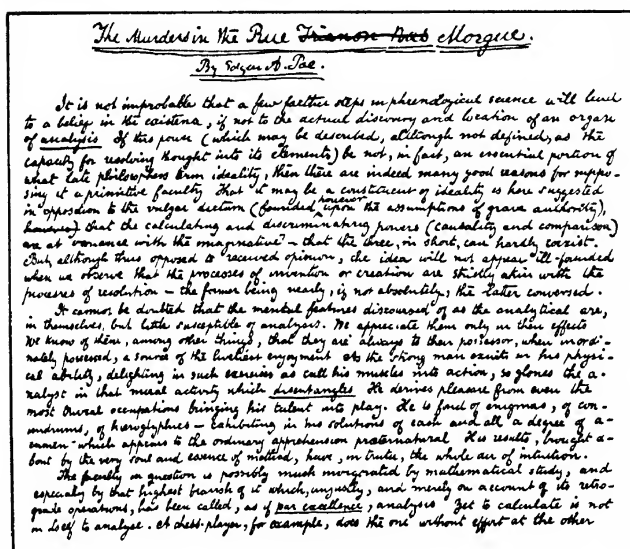 The Murders in the Rue Trianon Bas Morgue.
By Edgar A. Poe.
It is not improbable that a few farther steps in phrenological science will lead
to a belief in the existence, if not to the actual discovery and location of an organ
of analysis. If this power (which may be described, although not defined, as the
capacity for resolving thought into its elements) be not, in fact, an essential portion of
what late philosophers term ideality, then there are indeed many good reasons for suppo-
sing it a primitive faculty. That it may be a constituent of ideality is here suggested
in opposition to the vulgar dictum (founded, however, upon the assumptions of grave authority),
however, that the calculating and discriminating powers (causality and comparison)
are at variance with the imaginative — that the three, in short, can hardly coexist.
But, although thus opposed to received opinion, the idea will not appear ill-founded
when we observe that the processes of invention or creation are strictly akin with the
processes of resolution — the former being nearly, if not absolutely, the latter conversed.
It cannot be doubted that the mental features discoursed of as the analytical are,
in themselves, but little susceptible of analysis. We appreciate them only in their effects.
We know of them, among other things, that they are always to their possessor, when inordi-
nately possessed, a source of the liveliest enjoyment. As the strong man exults in his physi-
cal ability, delighting in such exercises as call his muscles into action, so glories the a-
nalyst in that moral activity which disentangles. He derives pleasure from even the
most trivial occupations bringing his talent into play. He is fond of enigmas, of con-
undrums, of hieroglyphics — exhibiting in his solutions of each and all a degree of a-
cumen which appears to the ordinary apprehension præternatural. His results, brought a-
bout by the very soul and essence of method, have, in truth, the whole air of intuition.
The faculty in question is possibly much invigorated by mathematical study, and
especially by that highest branch of it which, unjustly, and merely on account of its retro-
grade operations, has been called, as if par excellence, analysis. Yet to calculate is not
in itself to analyse. A chess-player, for example, does the one without effort at the other